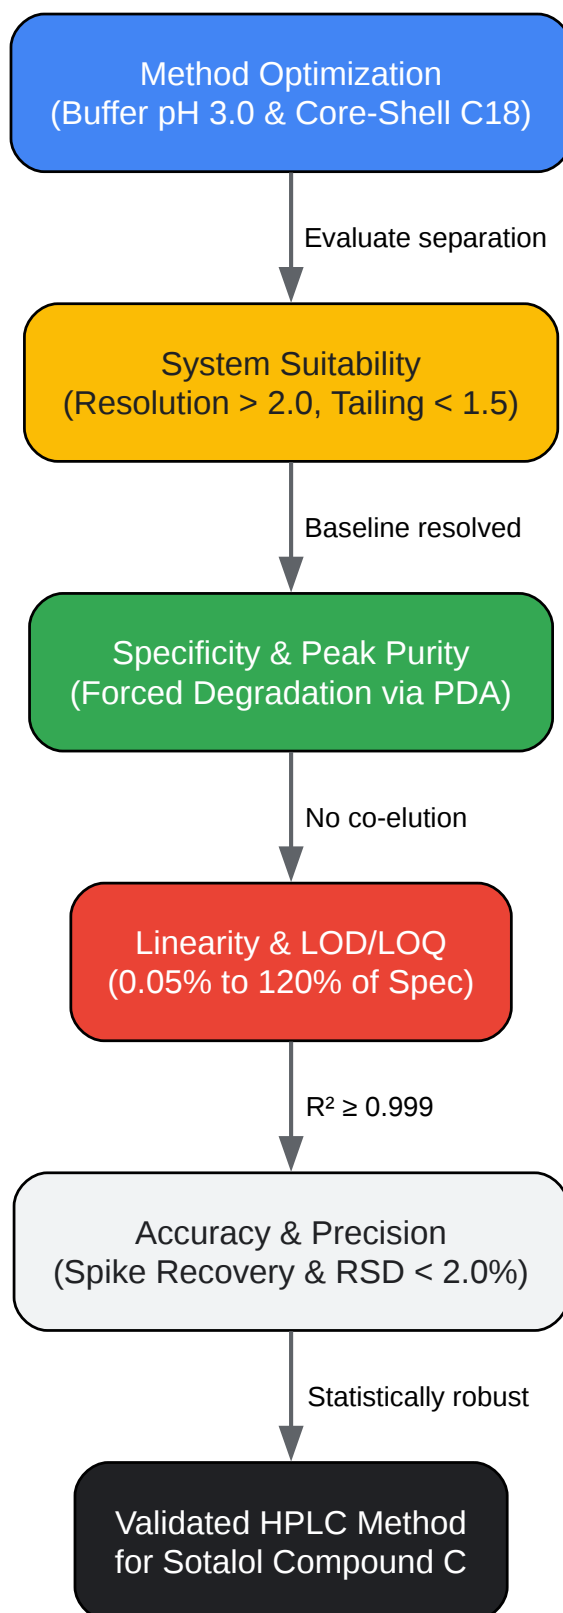 Method Optimization
(Buffer pH 3.0 & Core-Shell C18)
Evaluate separation
System Suitability
(Resolution > 2.0, Tailing < 1.5)
Baseline resolved
Specificity & Peak Purity
(Forced Degradation via PDA)
No co-elution
Linearity & LOD/LOQ
(0.05% to 120% of Spec)
R² ≥ 0.999
Accuracy & Precision
(Spike Recovery & RSD < 2.0%)
Statistically robust
Validated HPLC Method
for Sotalol Compound C